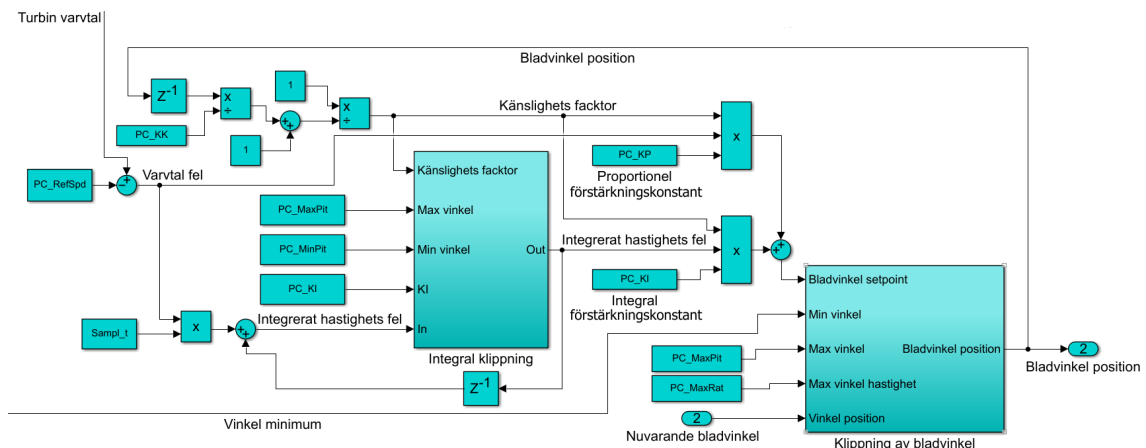 Turbin varvtal
Bladvinkel position
Z-1
x
÷
1
x
÷
Känslighets facktor
PC_KK
+
+
1
x
PC_KP
Proportionel
förstärkningskonstant
PC_RefSpd
+
−
Varvtal fel
Känslighets facktor
PC_MaxPit
Max vinkel
PC_MinPit
Min vinkel
Out
Integrerat hastighets fel
x
+
+
PC_KI
KI
PC_KI
Integral
förstärkningskonstant
Bladvinkel setpoint
Sampl_t
x
+
+
Integrerat hastighets fel
In
Integral klippning
Min vinkel
PC_MaxPit
Max vinkel
Bladvinkel position
2
Bladvinkel position
Z-1
PC_MaxRat
Max vinkel hastighet
Vinkel minimum
2
Vinkel position
Nuvarande bladvinkel
Klippning av bladvinkel